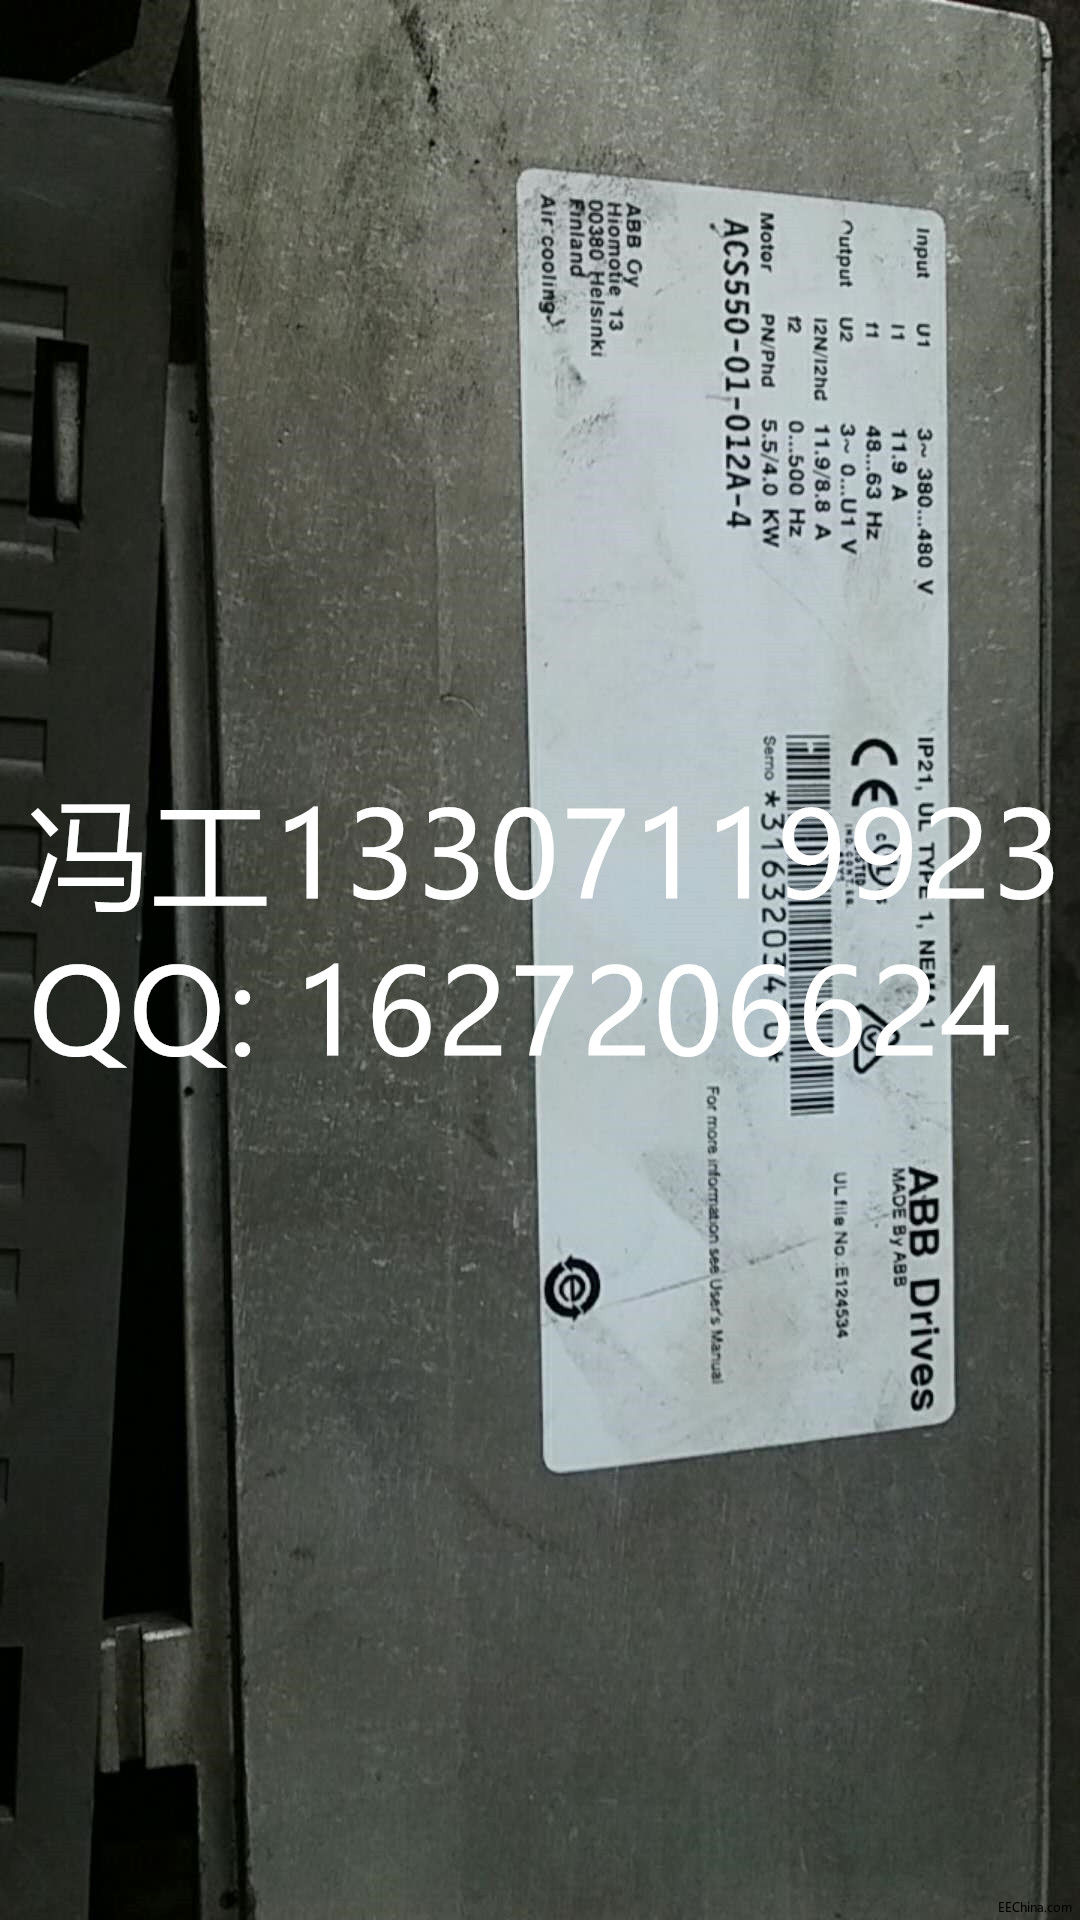 Input U1 3~ 380...480 V
I1 11.9 A
f1 48...63 Hz
Output U2 3~ 0...U1 V
I2N/I2hd 11.9/8.8 A
f2 0...500 Hz
Motor PN/Phd 5.5/4.0 KW
ACS550-01-012A-4
ABB Oy
Hiomotie 13
00380 Helsinki
Finland
Air cooling
IP21, UL TYPE 1, NEMA 1
CE
Serno
For more information see User's Manual
ABB Drives
MADE By ABB
UL file No.:E124534
e
冯工13307119923
QQ: 1627206624
EEChina.com